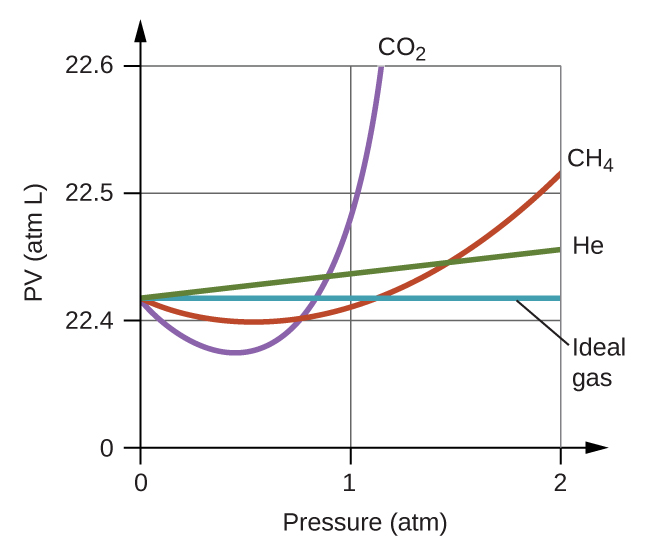 CO₂
22.6
22.5
22.4
0
PV (atm L)
CH₄
He
Ideal
gas
0
1
2
Pressure (atm)